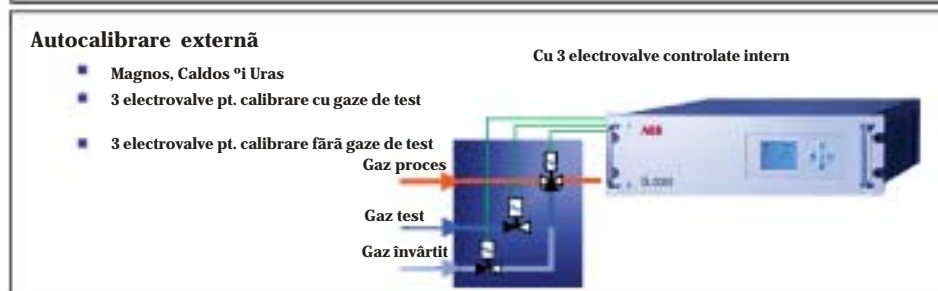 Autocalibrare externã
Cu 3 electrovalve controlate intern
Magnos, Caldos ºi Uras
3 electrovalve pt. calibrare cu gaze de test
3 electrovalve pt. calibrare fãrã gaze de test
Gaz proces
Gaz test
Gaz învârtit
ABB